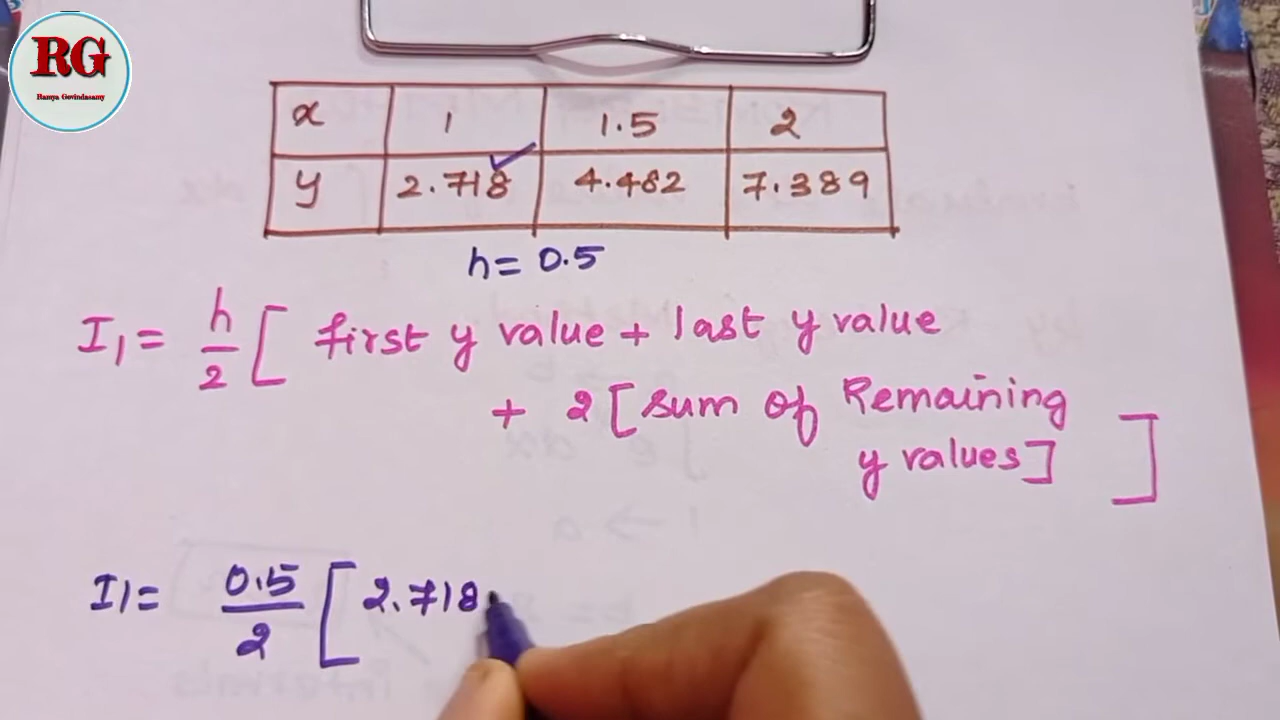 RG
Ramya Govindasamy
x 1 1.5 2
y 2.718 4.482 7.389
h = 0.5
I1 = h/2 [ first y value + last y value
+ 2 [sum of Remaining
y values] ]
I1 = 0.5/2 [ 2.718